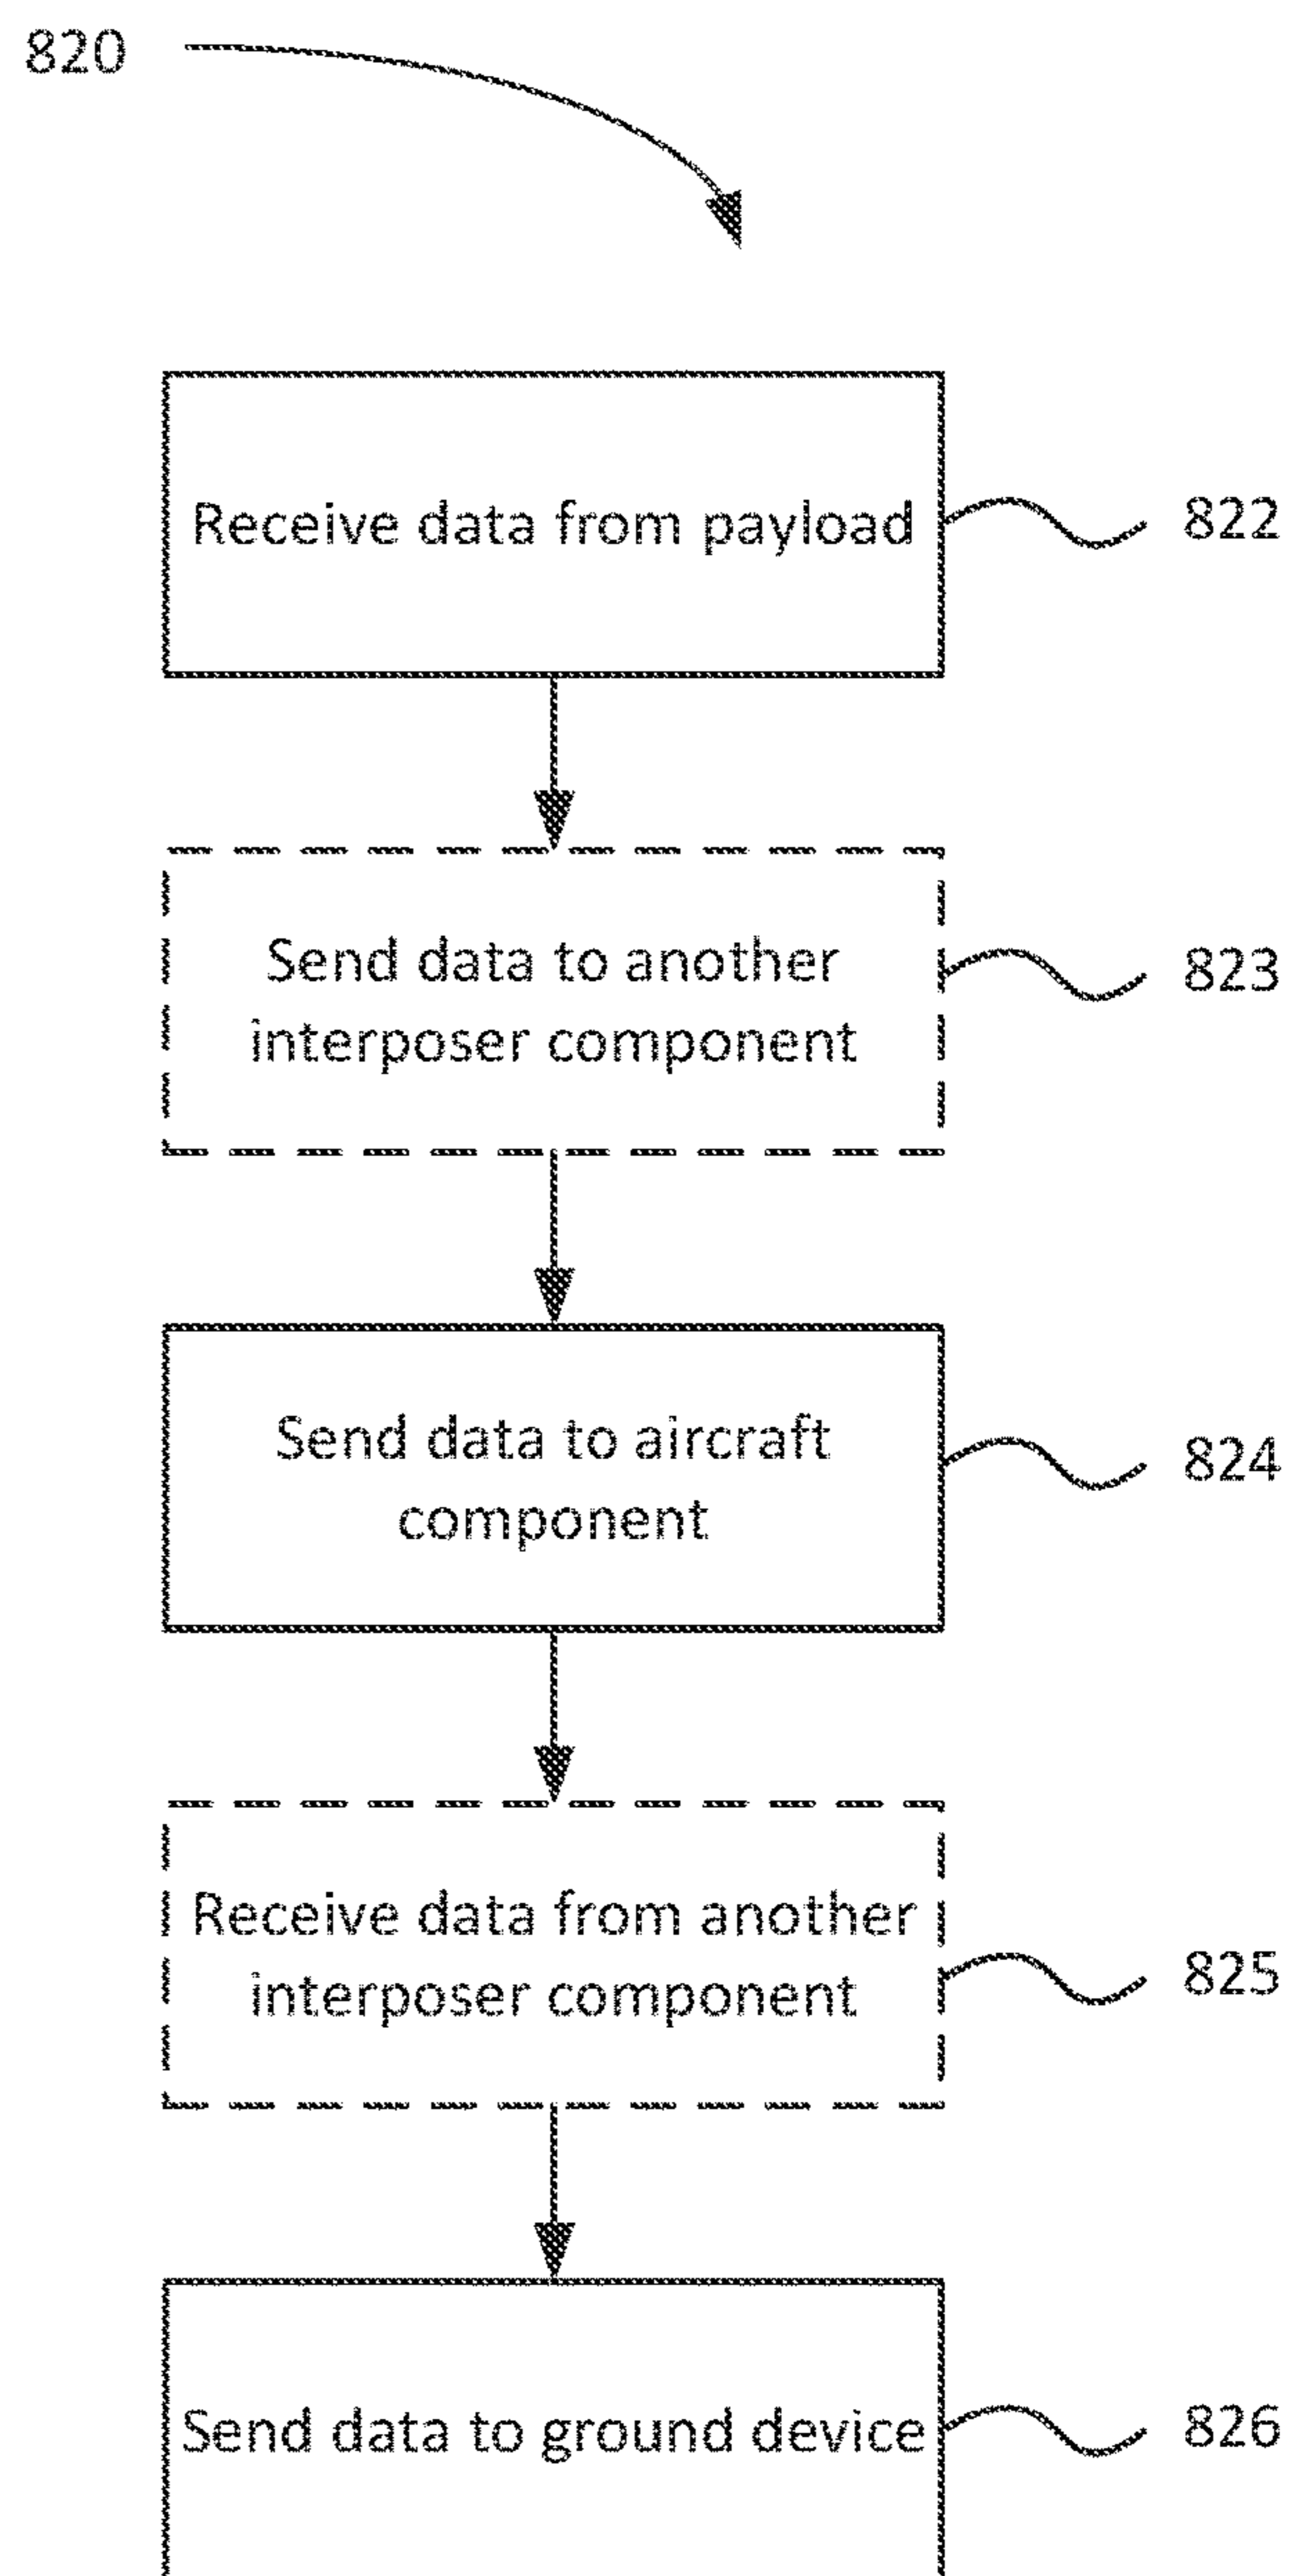 820
Receive data from payload
822
Send data to another
interposer component
823
Send data to aircraft
component
824
Receive data from another
interposer component
825
Send data to ground device
826